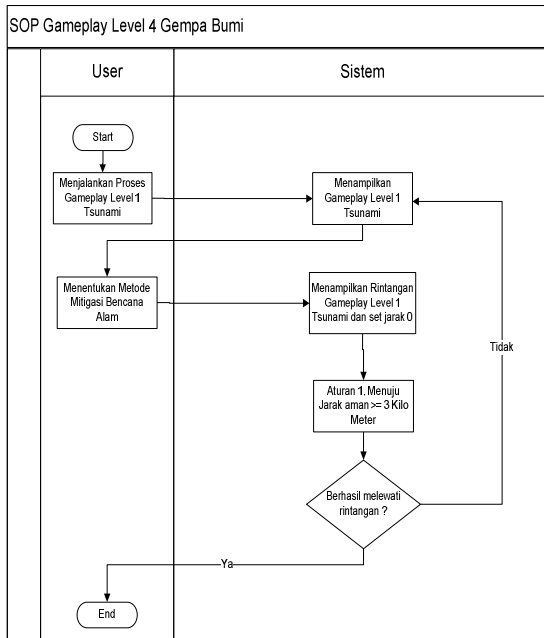 SOP Gameplay Level 4 Gempa Bumi
User
Sistem
Start
Menjalankan Proses
Gameplay Level 1
Tsunami
Menampilkan
Gameplay Level 1
Tsunami
Menentukan Metode
Mitigasi Bencana
Alam
Menampilkan Rintangan
Gameplay Level 1
Tsunami dan set jarak 0
Tidak
Aturan 1. Menuju
Jarak aman >= 3 Kilo
Meter
Berhasil melewati
rintangan ?
Ya
End